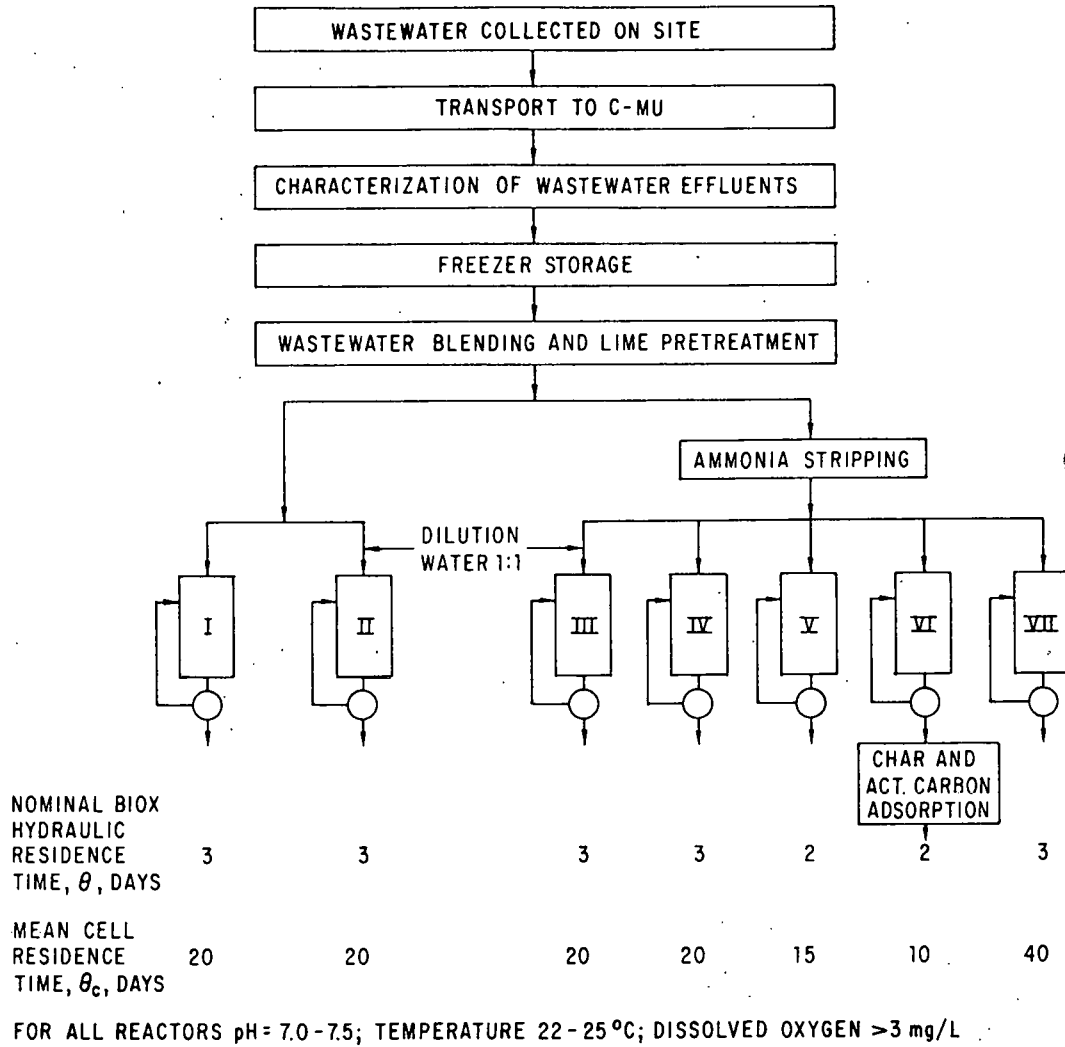 WASTEWATER COLLECTED ON SITE
TRANSPORT TO C-MU
CHARACTERIZATION OF WASTEWATER EFFLUENTS
FREEZER STORAGE
WASTEWATER BLENDING AND LIME PRETREATMENT
AMMONIA STRIPPING
DILUTION
WATER 1:1
I II III IV V VI VII
CHAR AND
ACT. CARBON
ADSORPTION
NOMINAL BIOX
HYDRAULIC
RESIDENCE 3 3 3 3 2 2 3
TIME, θ, DAYS
MEAN CELL
RESIDENCE 20 20 20 20 15 10 40
TIME, θc, DAYS
FOR ALL REACTORS pH = 7.0-7.5; TEMPERATURE 22-25°C; DISSOLVED OXYGEN >3 mg/L